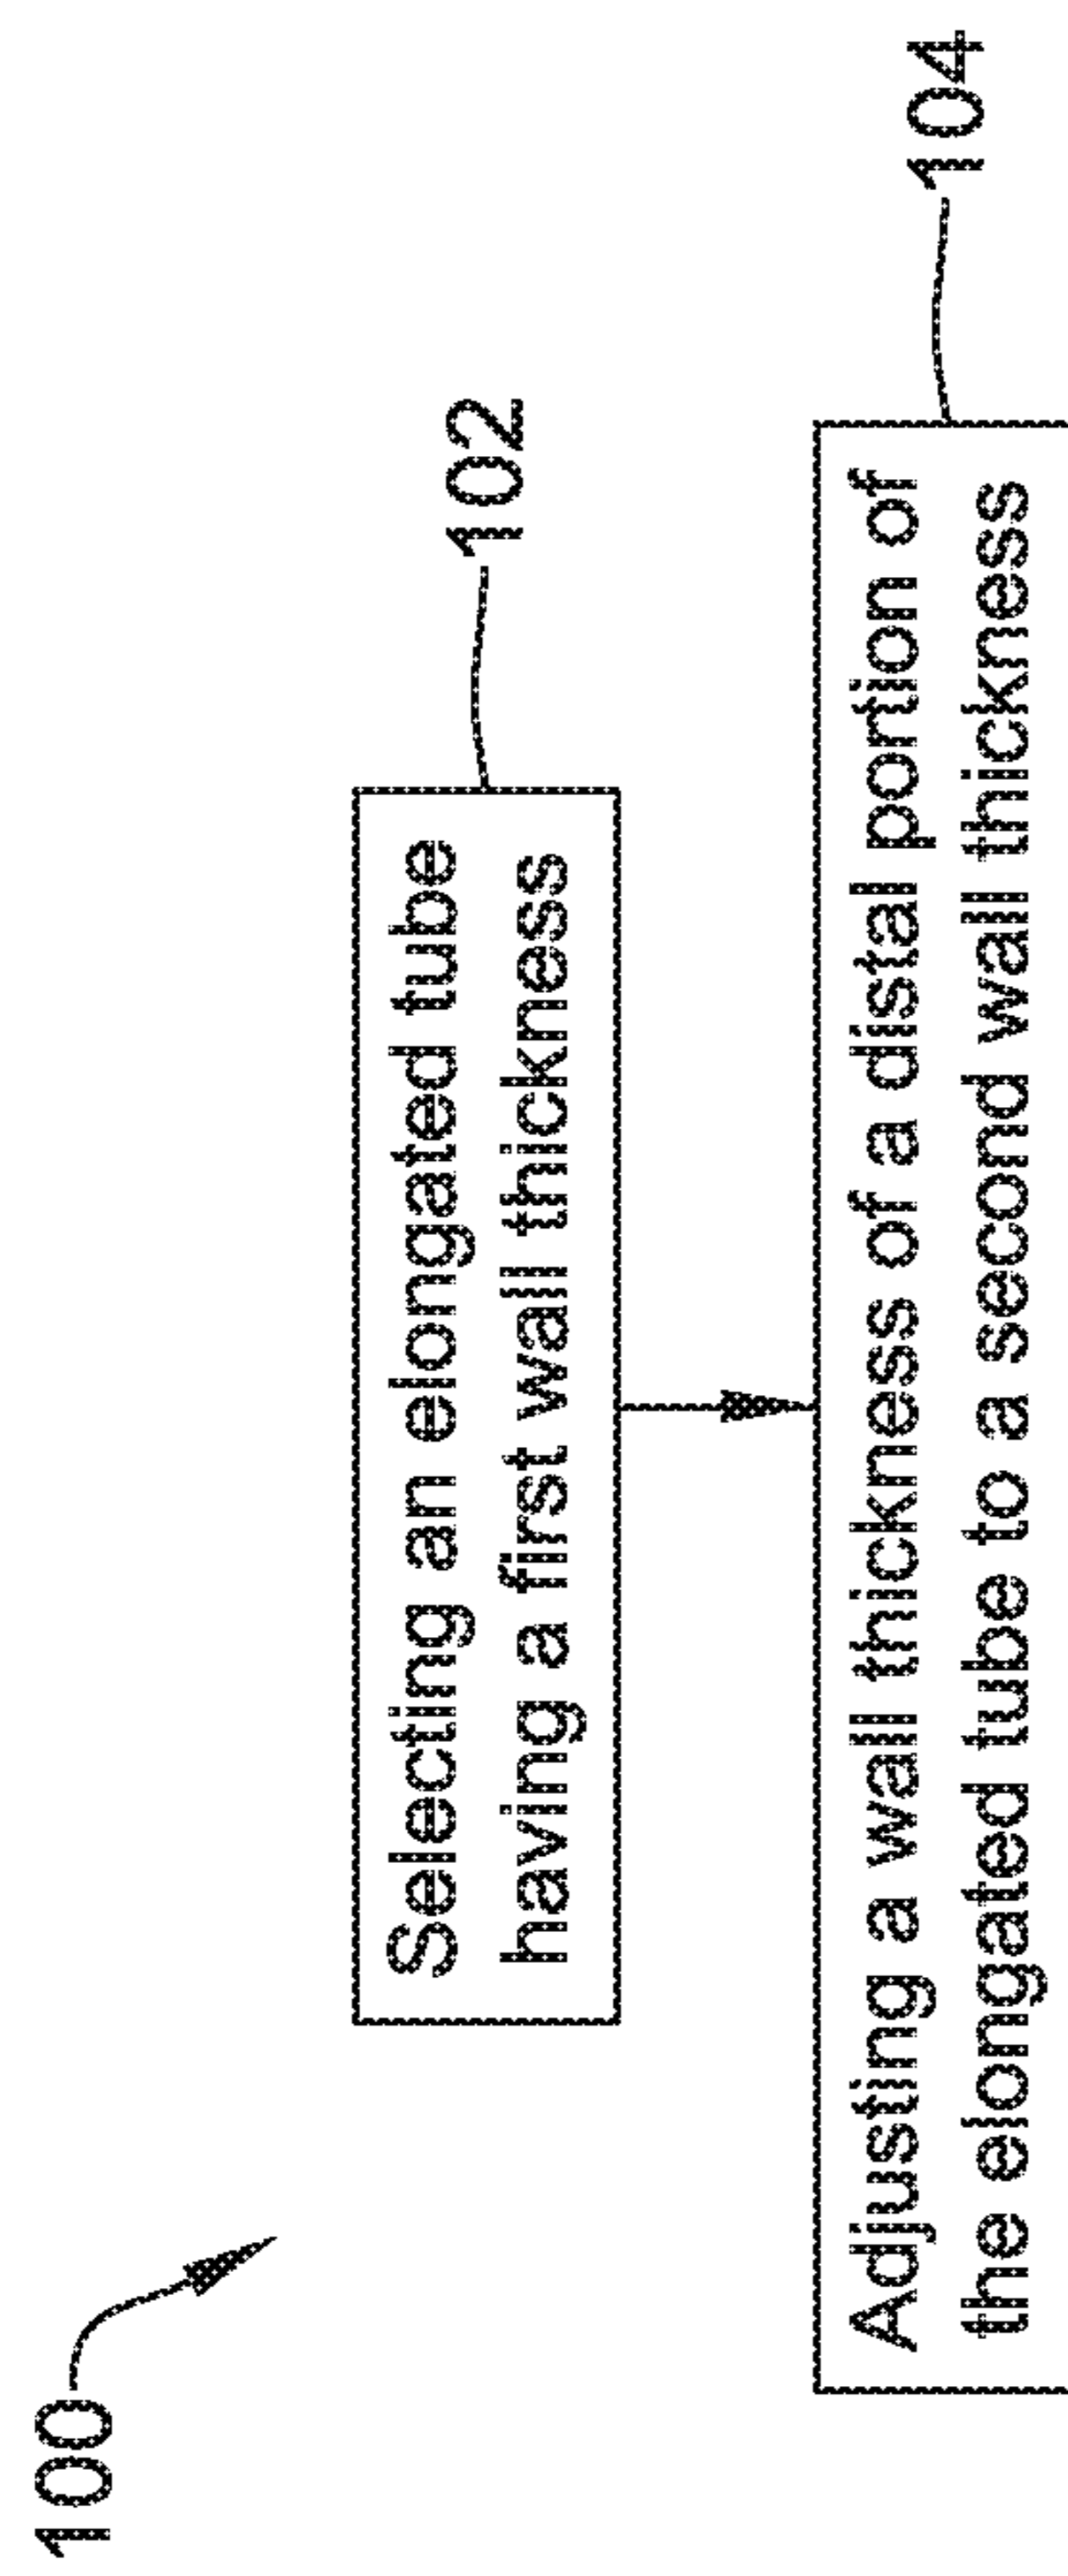 100
Selecting an elongated tube
having a first wall thickness
102
Adjusting a wall thickness of a distal portion of
the elongated tube to a second wall thickness
104